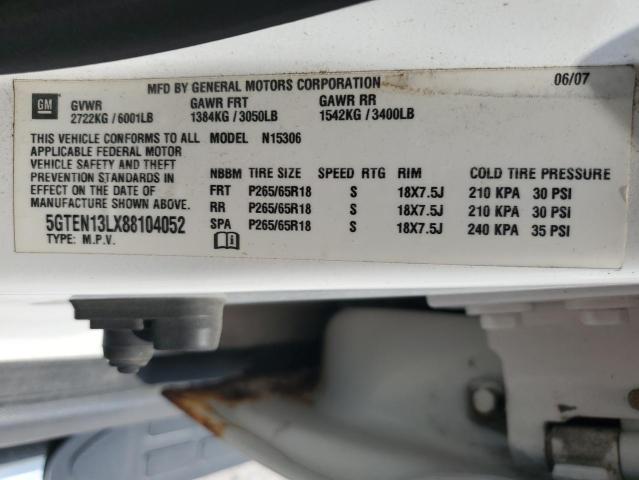 MFD BY GENERAL MOTORS CORPORATION 06/07
GM GVWR GAWR FRT GAWR RR
2722KG / 6001LB 1384KG / 3050LB 1542KG / 3400LB
THIS VEHICLE CONFORMS TO ALL MODEL N15306
APPLICABLE FEDERAL MOTOR
VEHICLE SAFETY AND THEFT
PREVENTION STANDARDS IN
EFFECT ON THE DATE OF
MANUFACTURE SHOWN ABOVE.
5GTEN13LX88104052
TYPE: M.P.V.
NBBM TIRE SIZE SPEED RTG RIM COLD TIRE PRESSURE
FRT P265/65R18 S 18X7.5J 210 KPA 30 PSI
RR P265/65R18 S 18X7.5J 210 KPA 30 PSI
SPA P265/65R18 S 18X7.5J 240 KPA 35 PSI